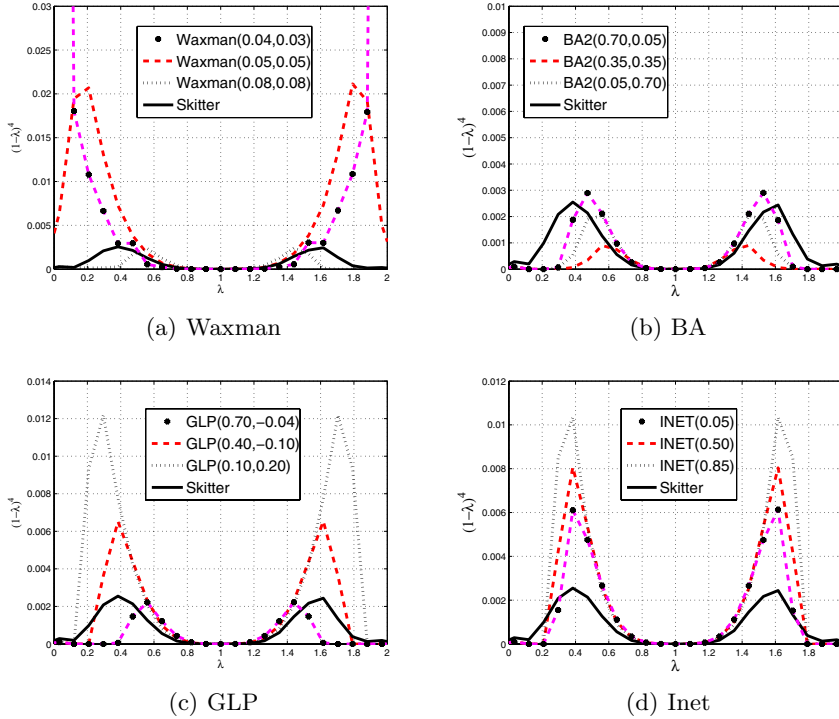 0.03
0.025
0.02
0.015
0.01
0.005
0
(1−λ)⁴
Waxman(0.04,0.03)
Waxman(0.05,0.05)
Waxman(0.08,0.08)
Skitter
0 0.2 0.4 0.6 0.8 1 1.2 1.4 1.6 1.8 2
λ
(a) Waxman
0.01
0.009
0.008
0.007
0.006
0.005
0.004
0.003
0.002
0.001
0
(1−λ)⁴
BA2(0.70,0.05)
BA2(0.35,0.35)
BA2(0.05,0.70)
Skitter
0 0.2 0.4 0.6 0.8 1 1.2 1.4 1.6 1.8
λ
(b) BA
0.014
0.012
0.01
0.008
0.006
0.004
0.002
0
(1−λ)⁴
GLP(0.70,−0.04)
GLP(0.40,−0.10)
GLP(0.10,0.20)
Skitter
0 0.2 0.4 0.6 0.8 1 1.2 1.4 1.6 1.8 2
λ
(c) GLP
0.012
0.01
0.008
0.006
0.004
0.002
0
(1−λ)⁴
INET(0.05)
INET(0.50)
INET(0.85)
Skitter
0 0.2 0.4 0.6 0.8 1 1.2 1.4 1.6 1.8
λ
(d) Inet